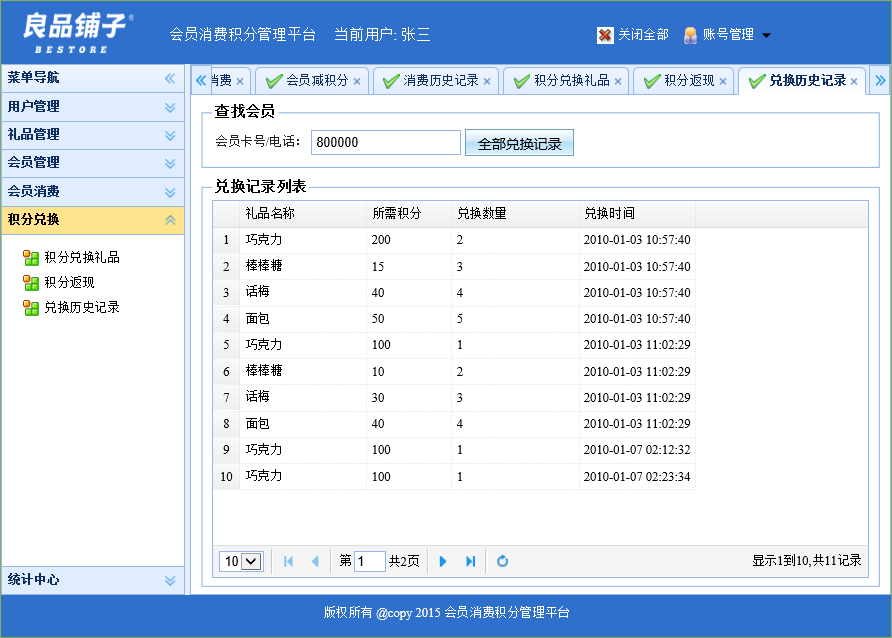 良品铺子®
BESTORE
会员消费积分管理平台 当前用户: 张三
关闭全部 账号管理
菜单导航
用户管理
礼品管理
会员管理
会员消费
积分兑换
积分兑换礼品
积分返现
兑换历史记录
统计中心
消费 × 会员减积分 × 消费历史记录 × 积分兑换礼品 × 积分返现 × 兑换历史记录 ×
查找会员
会员卡号/电话: 800000 全部兑换记录
兑换记录列表
礼品名称 所需积分 兑换数量 兑换时间
1 巧克力 200 2 2010-01-03 10:57:40
2 棒棒糖 15 3 2010-01-03 10:57:40
3 话梅 40 4 2010-01-03 10:57:40
4 面包 50 5 2010-01-03 10:57:40
5 巧克力 100 1 2010-01-03 11:02:29
6 棒棒糖 10 2 2010-01-03 11:02:29
7 话梅 30 3 2010-01-03 11:02:29
8 面包 40 4 2010-01-03 11:02:29
9 巧克力 100 1 2010-01-07 02:12:32
10 巧克力 100 1 2010-01-07 02:23:34
10 第 1 共2页 显示1到10,共11记录
版权所有 @copy 2015 会员消费积分管理平台